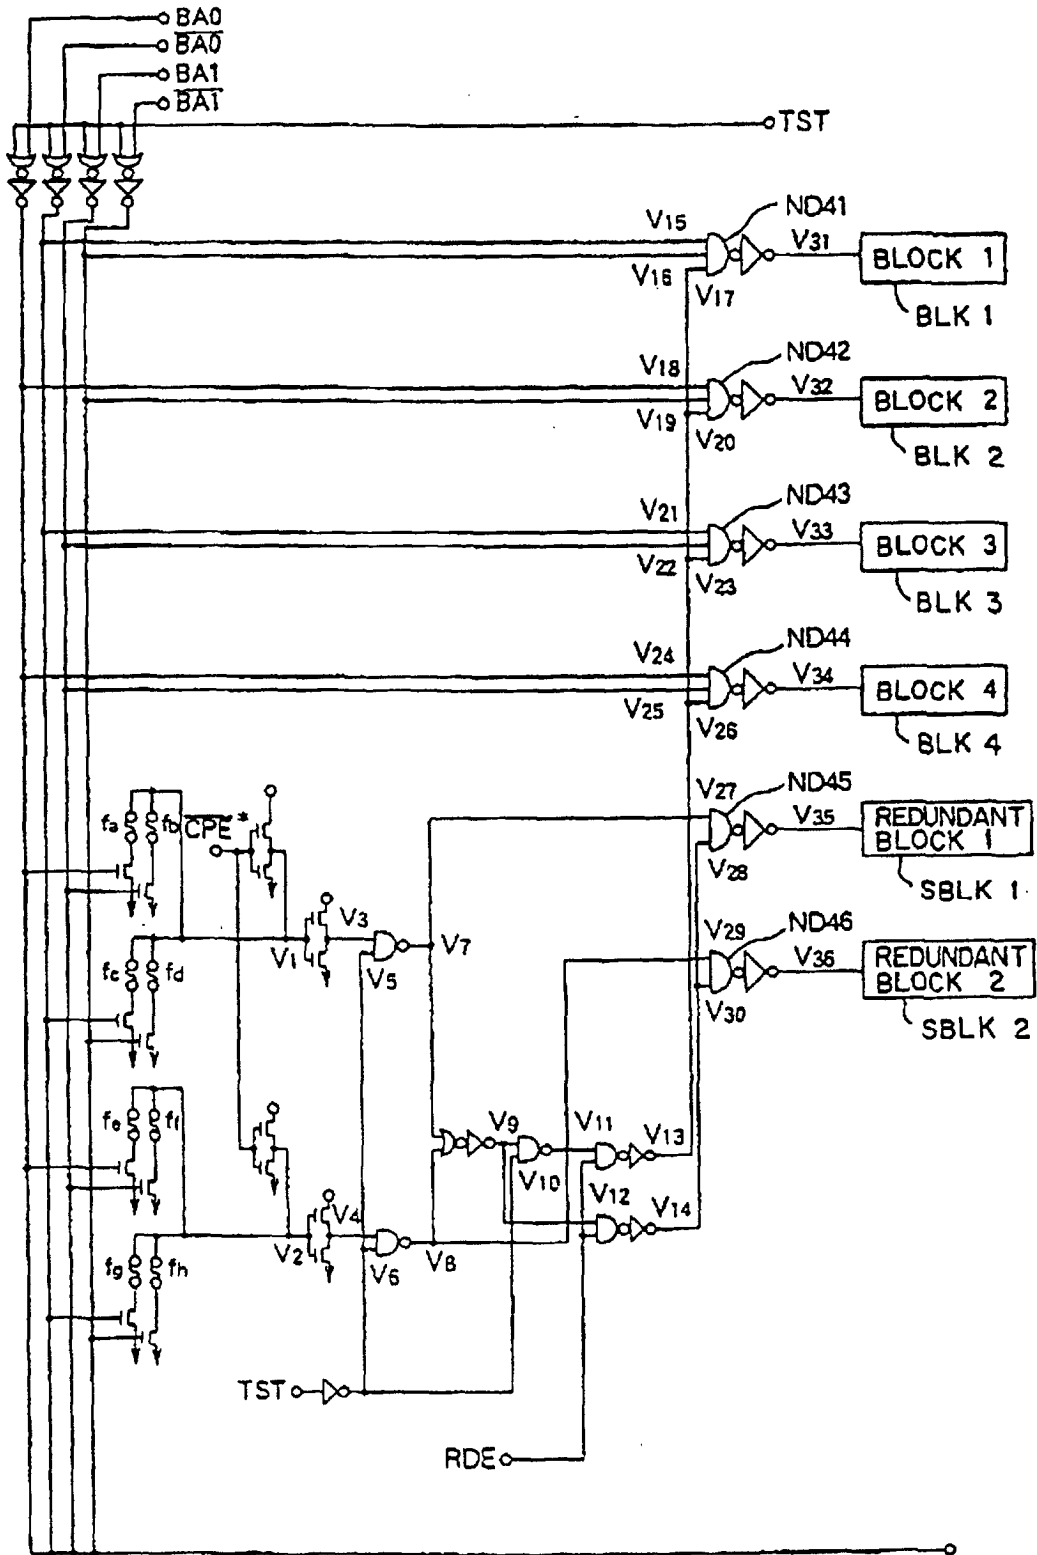 BA0
B̅A̅0̅
BA1
B̅A̅1̅
TST
V15 ND41
V31 BLOCK 1
V16 V17
BLK 1
V18 ND42
V32 BLOCK 2
V19 V20
BLK 2
V21 ND43
V33 BLOCK 3
V22 V23
BLK 3
V24 ND44
V34 BLOCK 4
V25 V26
BLK 4
V27 ND45
fa fb C̅P̅E̅* V35 REDUNDANT
BLOCK 1
V28
SBLK 1
V3 V29 ND46
V1 V5 V7 V36 REDUNDANT
fc fd BLOCK 2
V30
SBLK 2
fe ff V9 V11 V13
V10 V12 V14
V4
V2 V6 V8
fg fh
TST
RDE